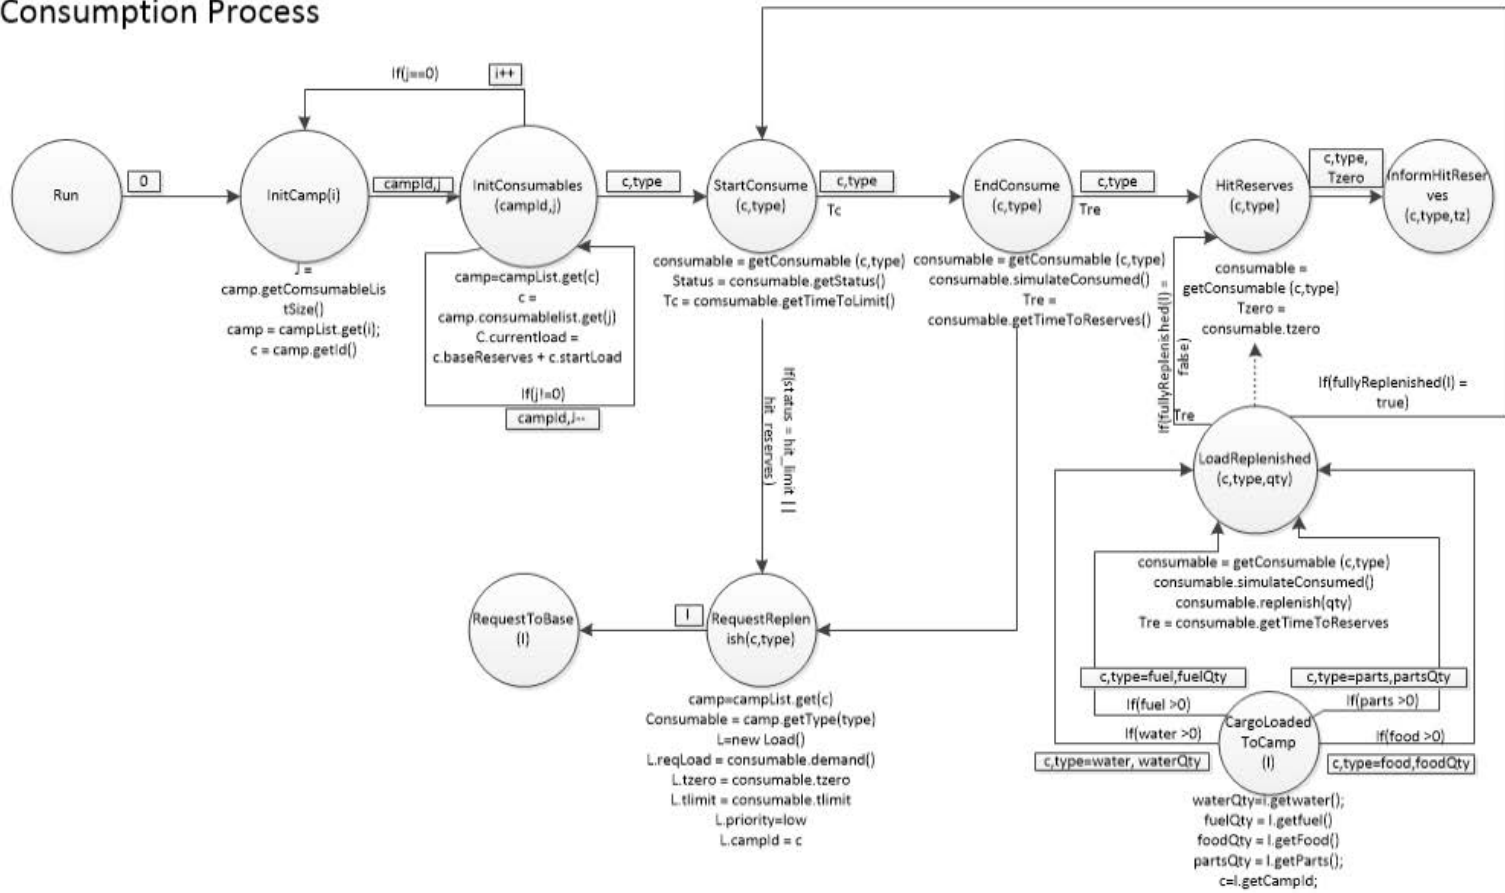 Consumption Process
If(j==0)
i++
Run
0
InitCamp(i)
J =
camp.getComsumableLis
tSize()
camp = campList.get(i);
c = camp.getId()
campId,j
InitConsumables
(campId,j)
camp=campList.get(c)
c =
camp.consumablelist.get(j)
C.currentload =
c.baseReserves + c.startLoad
If(j!=0)
campId,j--
c,type
StartConsume
(c,type)
consumable = getConsumable (c,type)
Status = consumable.getStatus()
Tc = comsumable.getTimeToLimit()
c,type
Tc
EndConsume
(c,type)
consumable = getConsumable (c,type)
consumable.simulateConsumed()
Tre =
consumable.getTimeToReserves()
c,type
Tre
HitReserves
(c,type)
consumable =
getConsumable (c,type)
Tzero =
consumable.tzero
c,type,
Tzero
InformHitReser
ves
(c,type,tz)
If(status = hit_limit ||
hit_reserves)
If(fullyReplenished(l) =
false)
Tre
If(fullyReplenished(l) =
true)
LoadReplenished
(c,type,qty)
consumable = getConsumable (c,type)
consumable.simulateConsumed()
consumable.replenish(qty)
Tre = consumable.getTimeToReserves
RequestToBase
(l)
l
RequestReplen
ish(c,type)
camp=campList.get(c)
Consumable = camp.getType(type)
L=new Load()
L.reqLoad = consumable.demand()
L.tzero = consumable.tzero
L.tlimit = consumable.tlimit
L.priority=low
L.campId = c
c,type=fuel,fuelQty
If(fuel >0)
c,type=parts,partsQty
If(parts >0)
If(water >0)
c,type=water, waterQty
If(food >0)
c,type=food,foodQty
CargoLoaded
ToCamp
(l)
waterQty=l.getwater();
fuelQty = l.getfuel()
foodQty = l.getFood()
partsQty = l.getParts();
c=l.getCampId;